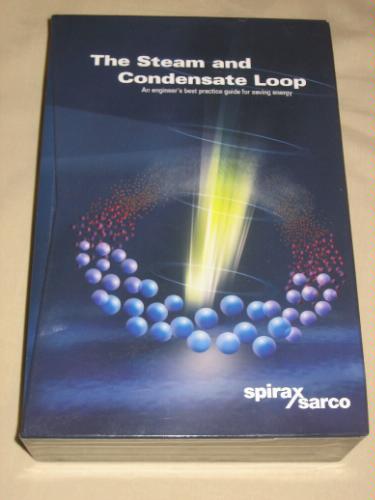 The Steam and
Condensate Loop
An engineer's best practice guide for saving energy
spirax
sarco